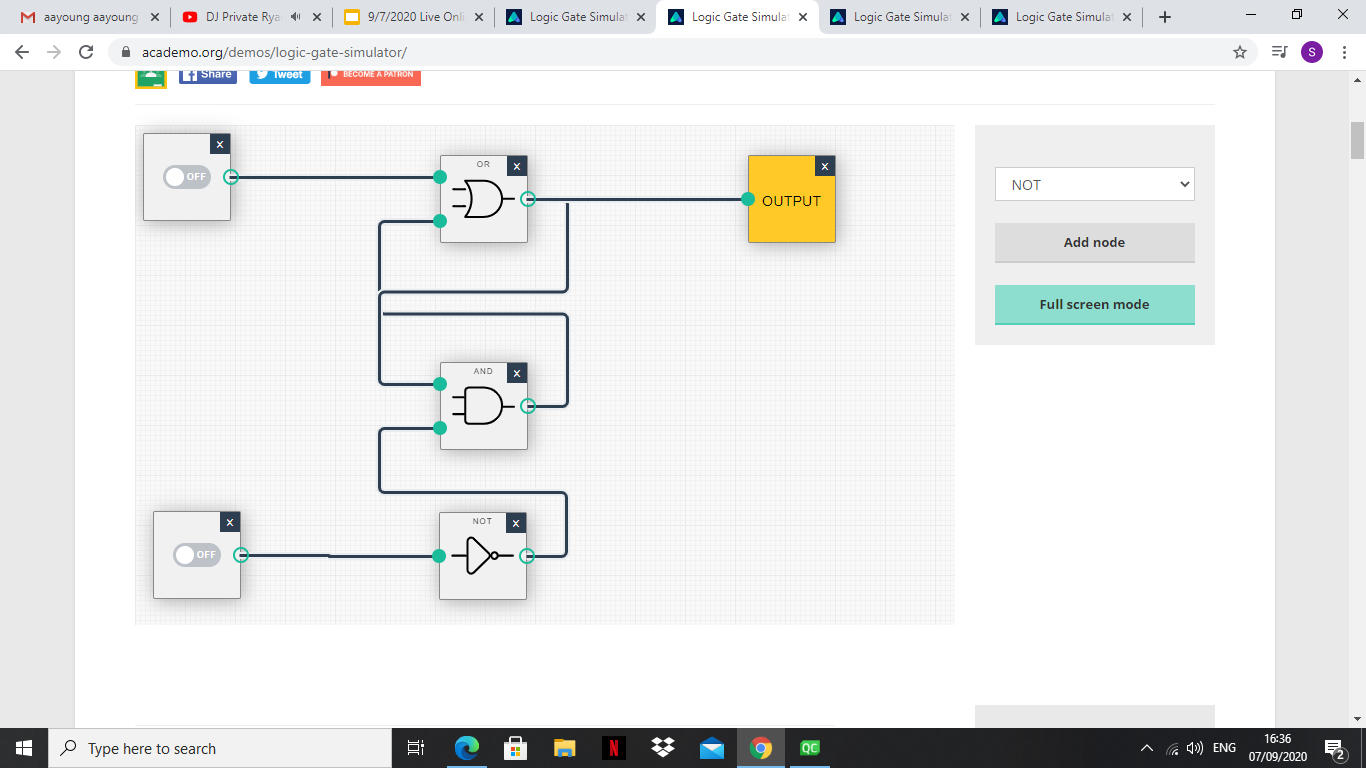 aayoung aayoung
DJ Private Rya
9/7/2020 Live Onli
Logic Gate Simulat
Logic Gate Simulat
Logic Gate Simulat
Logic Gate Simulat
academo.org/demos/logic-gate-simulator/
S
Share
Tweet
BECOME A PATRON
x
OFF
OR
x
x
OUTPUT
NOT
Add node
Full screen mode
AND
x
x
OFF
NOT
x
Type here to search
N
QC
ENG
16:36
07/09/2020
2